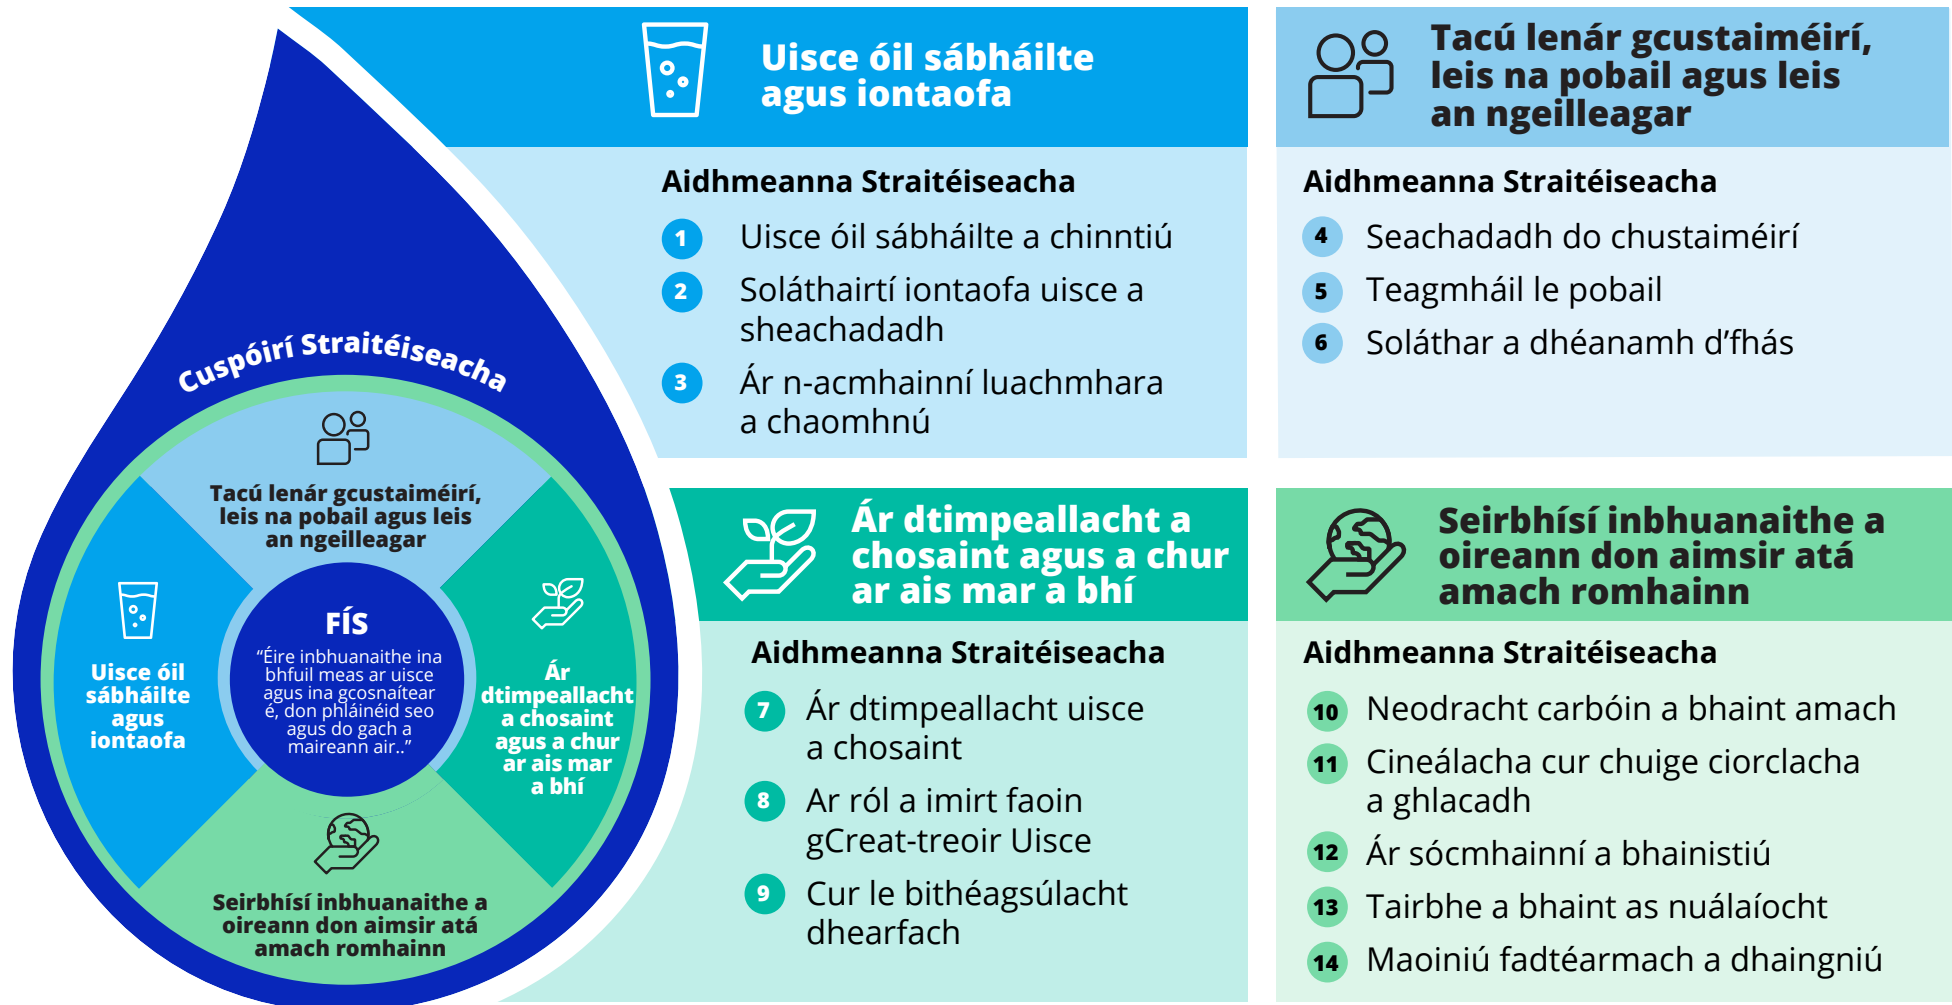 Cuspóirí Straitéiseacha
Tacú lenár gcustaiméirí,
leis na pobail agus leis
an ngeilleagar
Uisce óil
sábháilte
agus
iontaofa
FÍS
“Éire inbhuanaithe ina
bhfuil meas ar uisce
agus ina gcosnaítear
é, don phláinéid seo
agus do gach a
maireann air..”
Ár
dtimpeallacht
a chosaint
agus a chur
ar ais mar
a bhí
Seirbhísí inbhuanaithe a
oireann don aimsir atá
amach romhainn
Uisce óil sábháilte
agus iontaofa
Aidhmeanna Straitéiseacha
1 Uisce óil sábháilte a chinntiú
2 Soláthairtí iontaofa uisce a
sheachadadh
3 Ár n-acmhainní luachmhara
a chaomhnú
Tacú lenár gcustaiméirí,
leis na pobail agus leis
an ngeilleagar
Aidhmeanna Straitéiseacha
4 Seachadadh do chustaiméirí
5 Teagmháil le pobail
6 Soláthar a dhéanamh d’fhás
Ár dtimpeallacht a
chosaint agus a chur
ar ais mar a bhí
Aidhmeanna Straitéiseacha
7 Ár dtimpeallacht uisce
a chosaint
8 Ar ról a imirt faoin
gCreat-treoir Uisce
9 Cur le bithéagsúlacht
dhearfach
Seirbhísí inbhuanaithe a
oireann don aimsir atá
amach romhainn
Aidhmeanna Straitéiseacha
10 Neodracht carbóin a bhaint amach
11 Cineálacha cur chuige ciorclacha
a ghlacadh
12 Ár sócmhainní a bhainistiú
13 Tairbhe a bhaint as nuálaíocht
14 Maoiniú fadtéarmach a dhaingniú